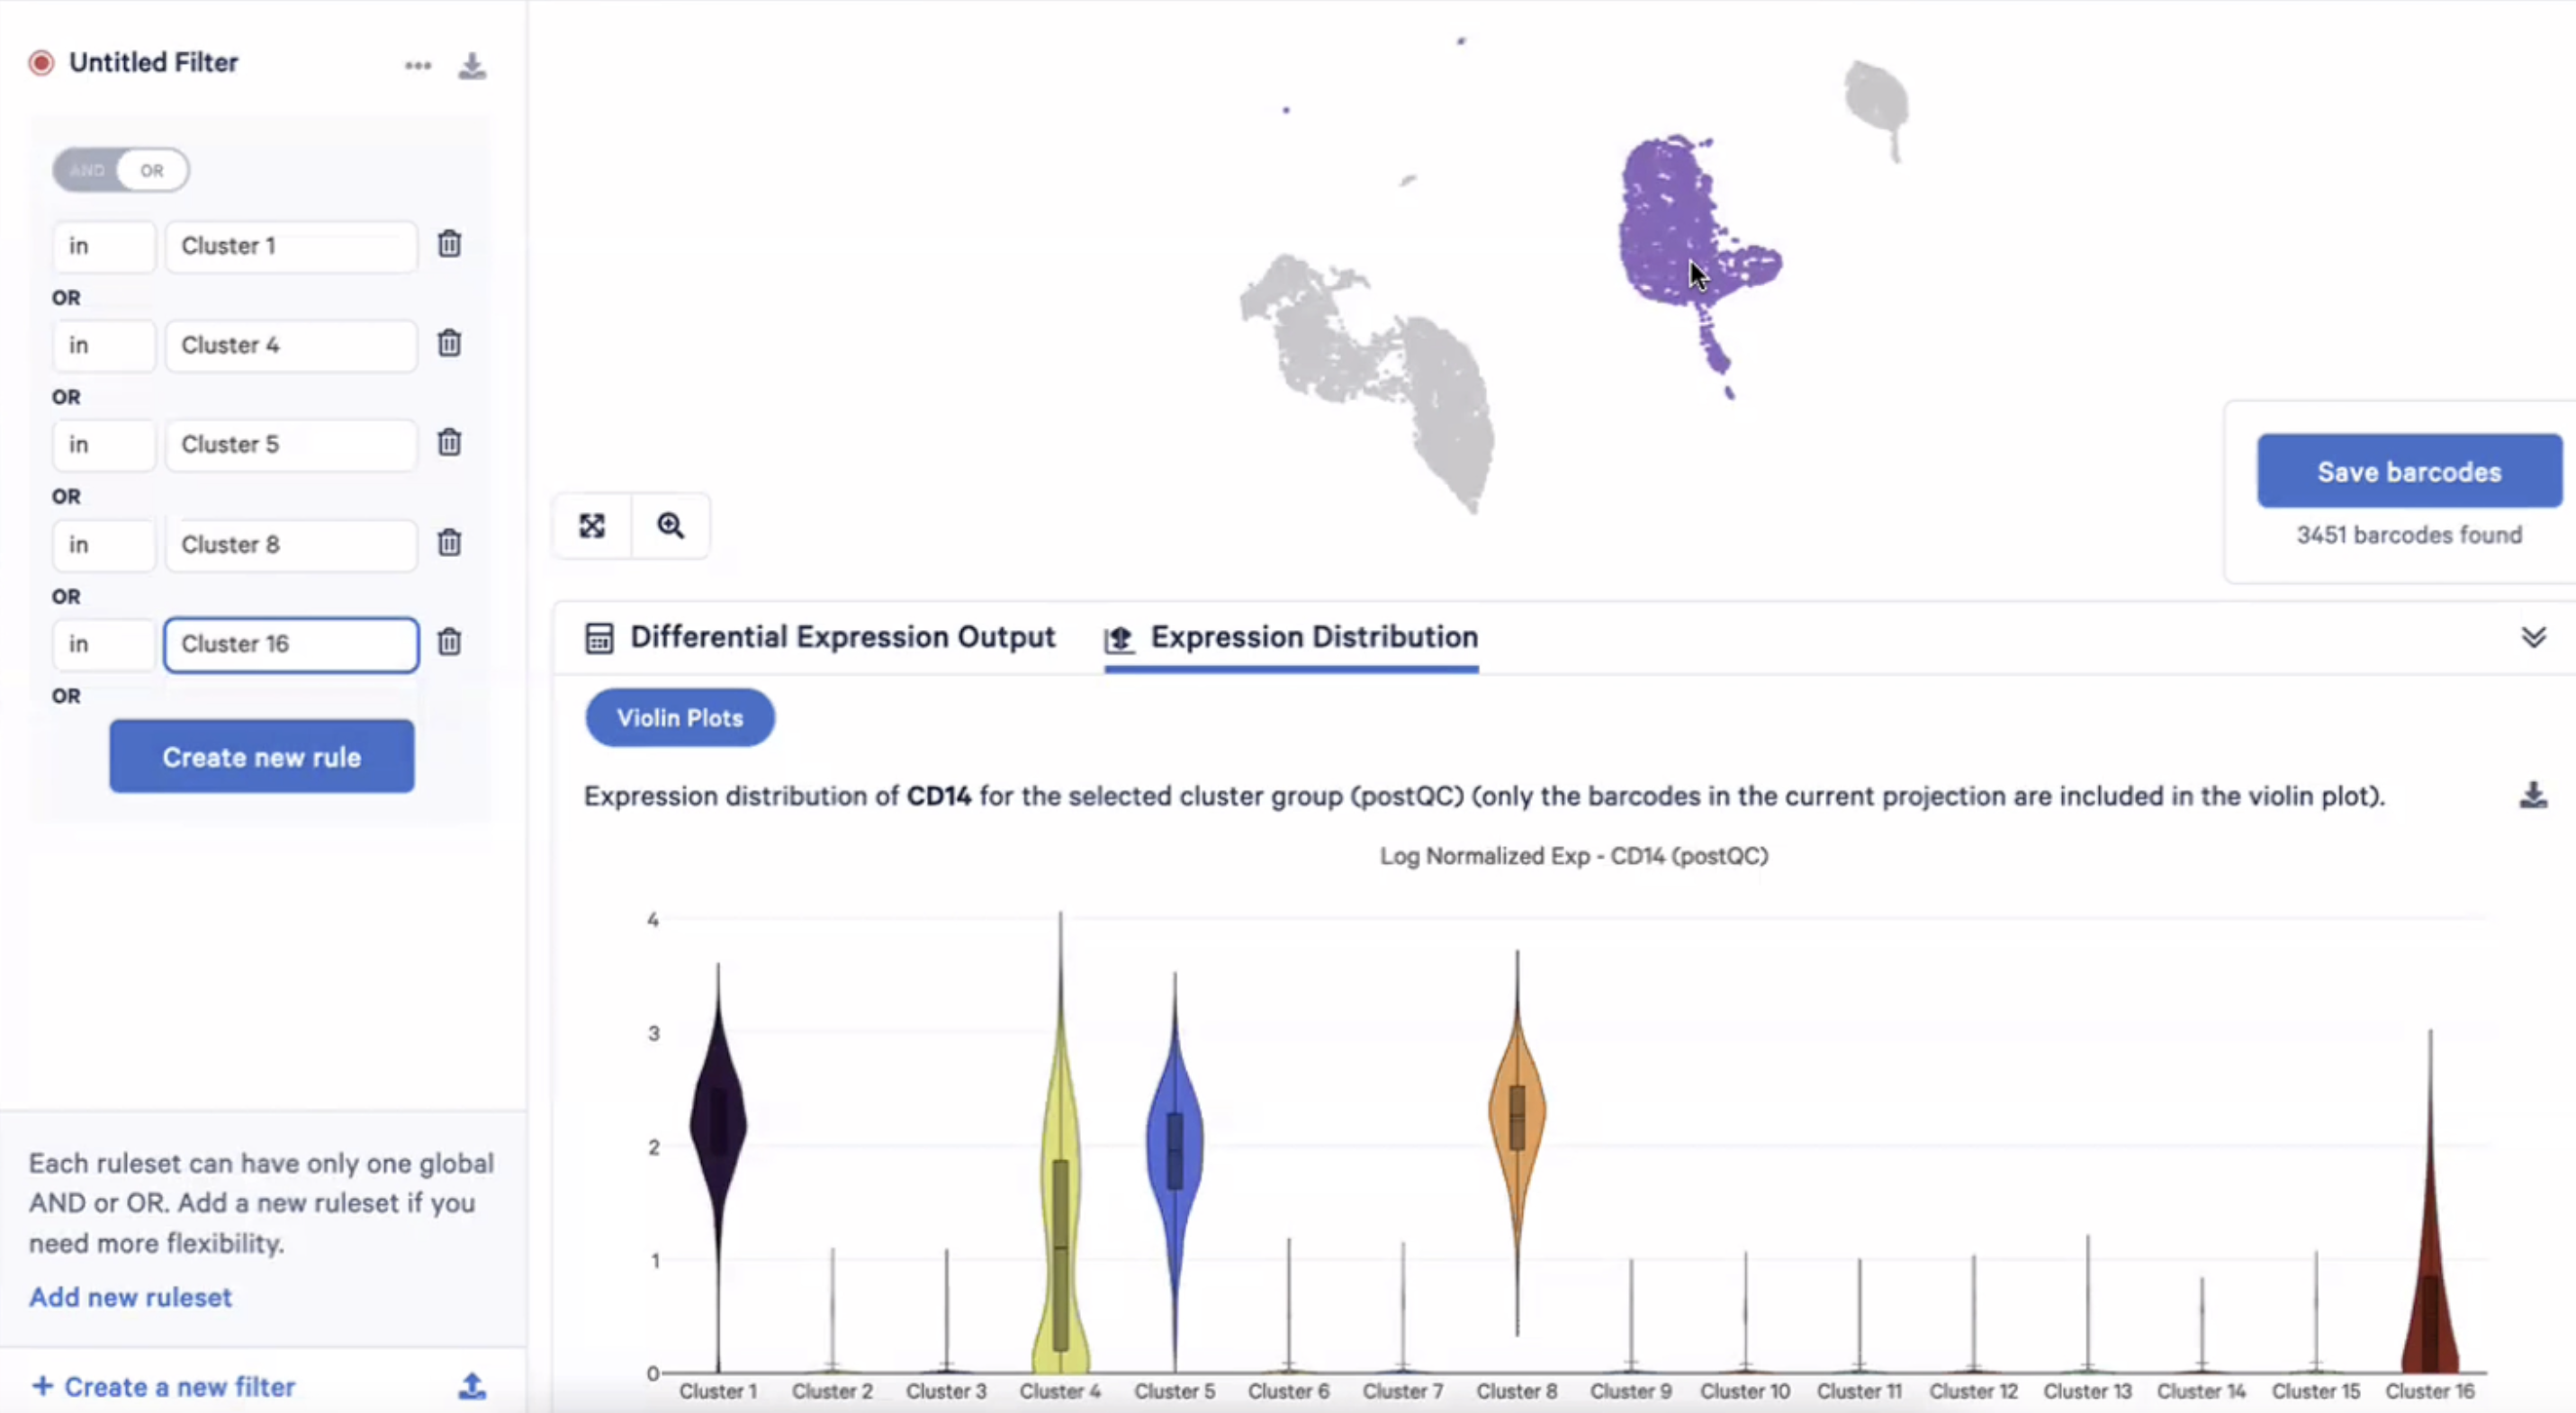 Untitled Filter
AND OR
in Cluster 1
OR
in Cluster 4
OR
in Cluster 5
OR
in Cluster 8
OR
in Cluster 16
OR
Create new rule
Each ruleset can have only one global
AND or OR. Add a new ruleset if you
need more flexibility.
Add new ruleset
+ Create a new filter
Save barcodes
3451 barcodes found
Differential Expression Output Expression Distribution
Violin Plots
Expression distribution of CD14 for the selected cluster group (postQC) (only the barcodes in the current projection are included in the violin plot).
Log Normalized Exp - CD14 (postQC)
4
3
2
1
0
Cluster 1 Cluster 2 Cluster 3 Cluster 4 Cluster 5 Cluster 6 Cluster 7 Cluster 8 Cluster 9 Cluster 10 Cluster 11 Cluster 12 Cluster 13 Cluster 14 Cluster 15 Cluster 16